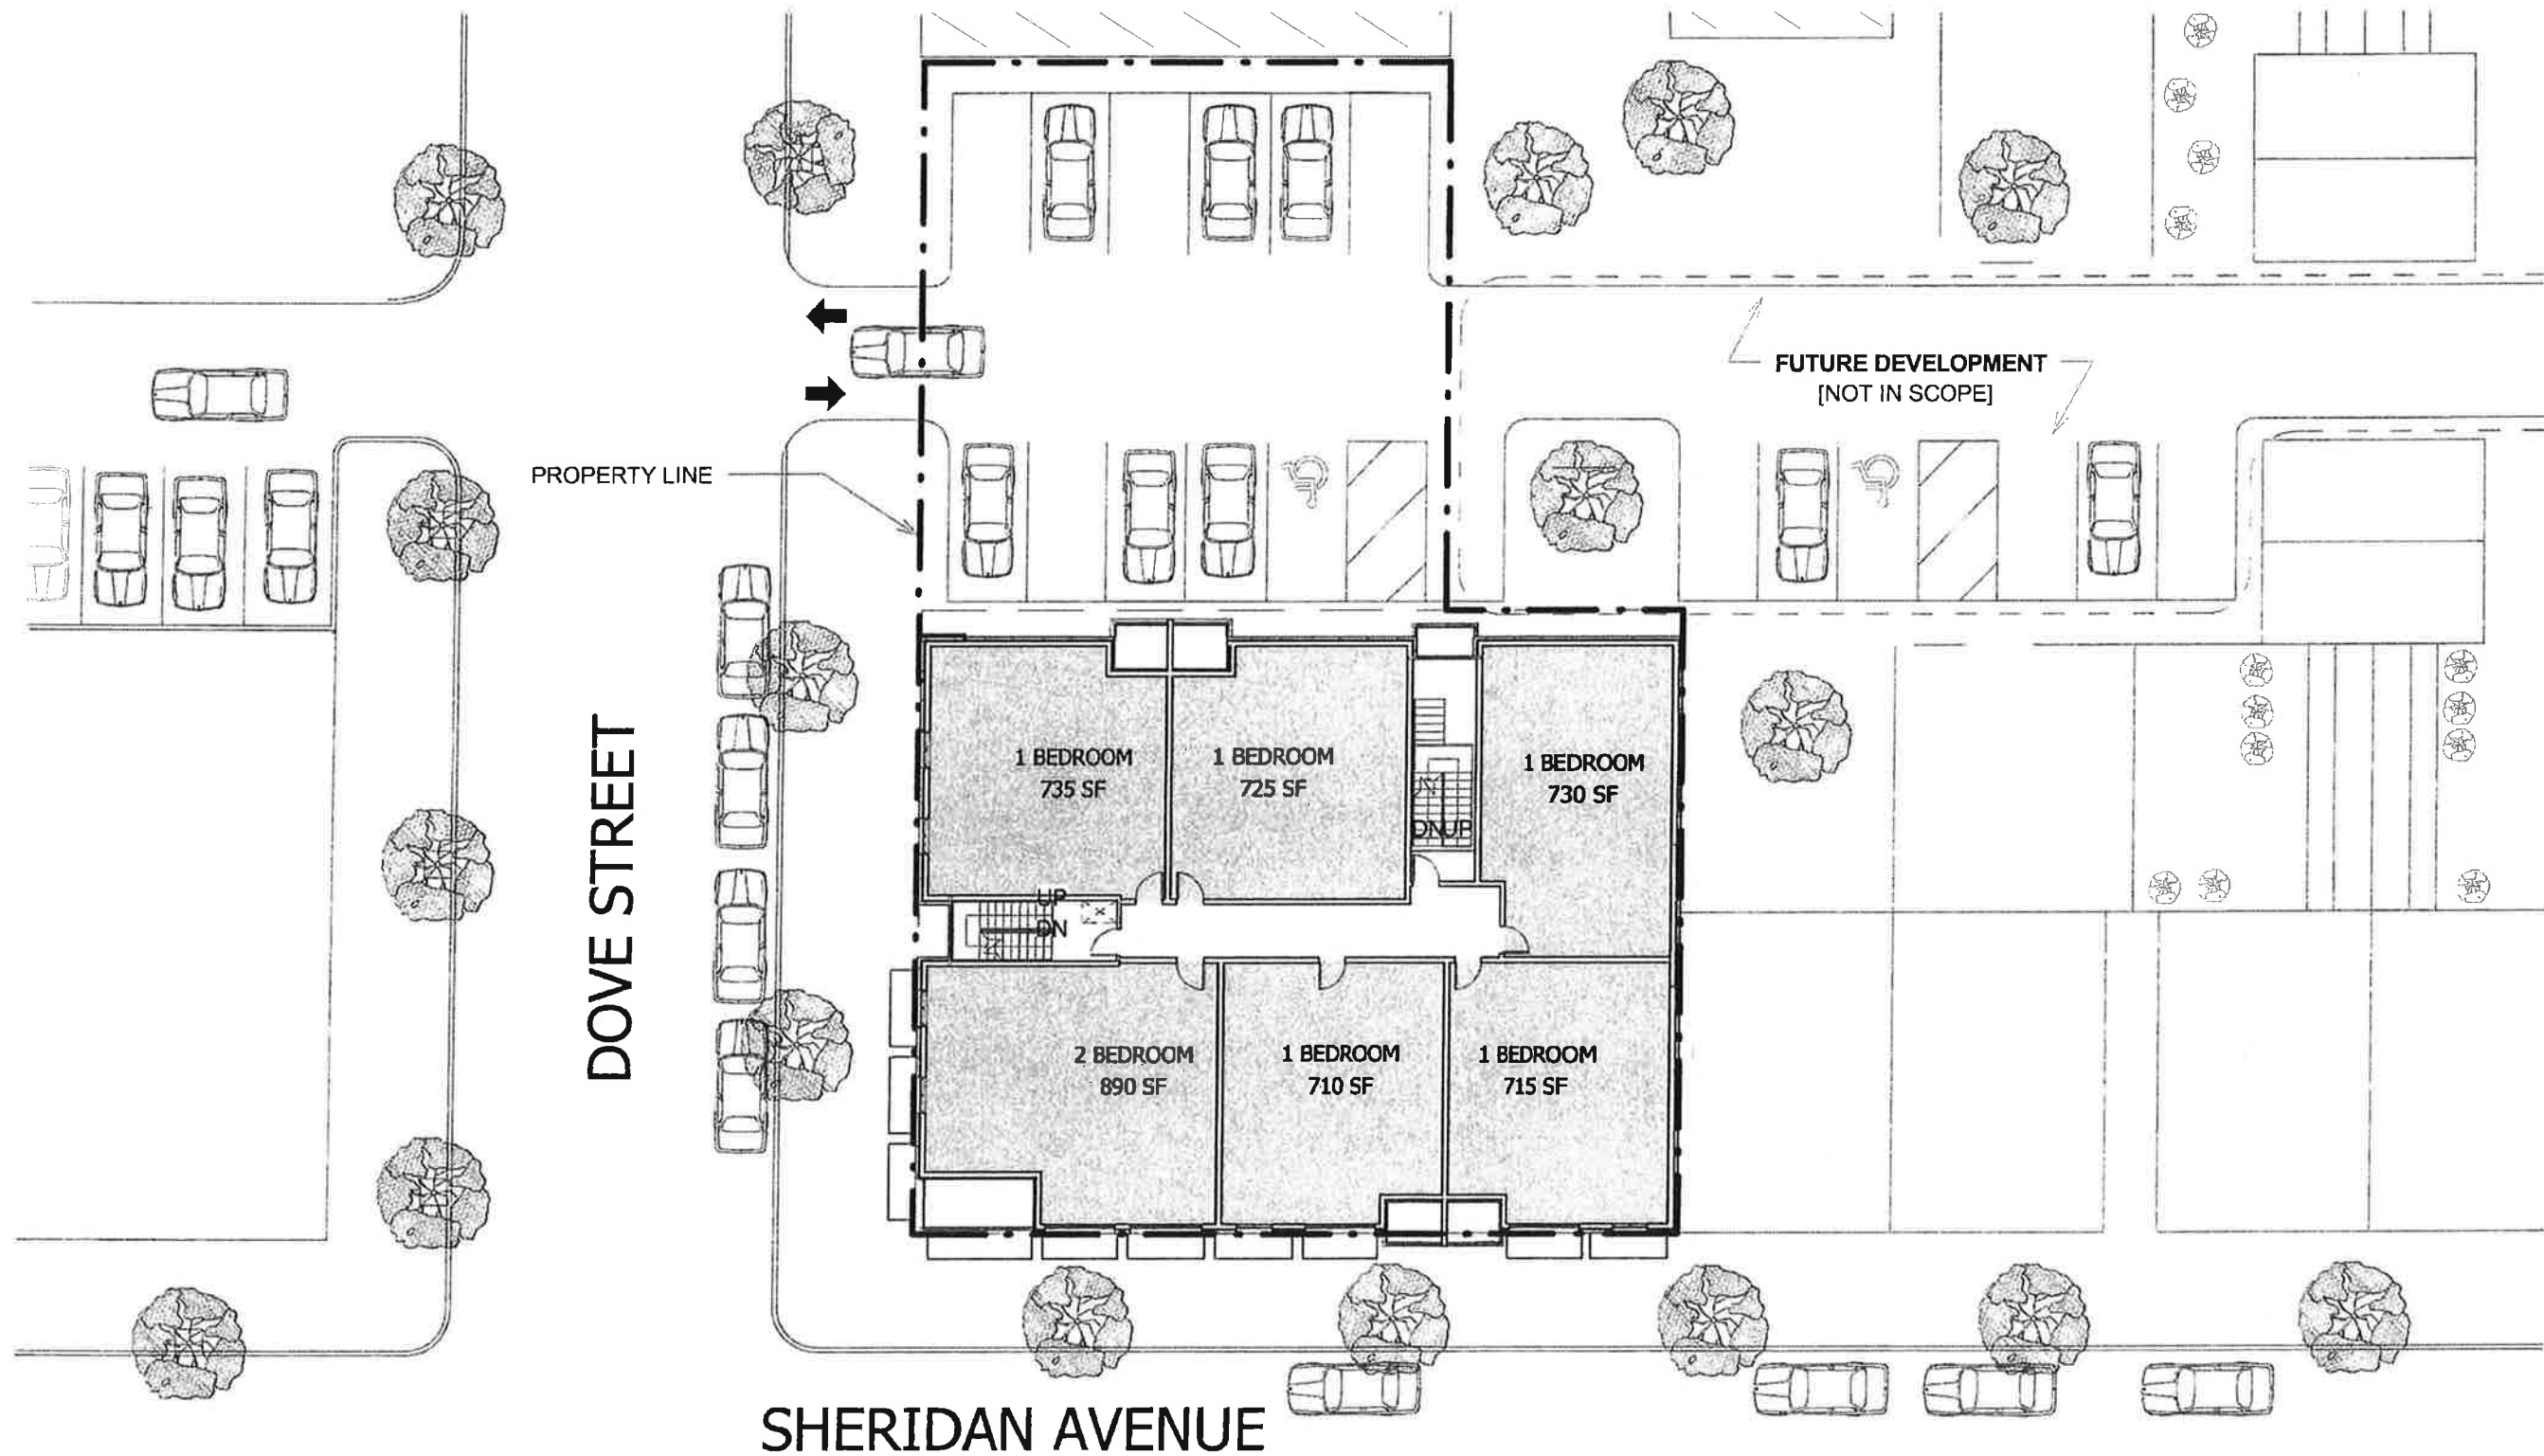 FUTURE DEVELOPMENT
[NOT IN SCOPE]
PROPERTY LINE
DOVE STREET
1 BEDROOM
735 SF
1 BEDROOM
725 SF
1 BEDROOM
730 SF
DN UP
UP
DN
2 BEDROOM
890 SF
1 BEDROOM
710 SF
1 BEDROOM
715 SF
SHERIDAN AVENUE